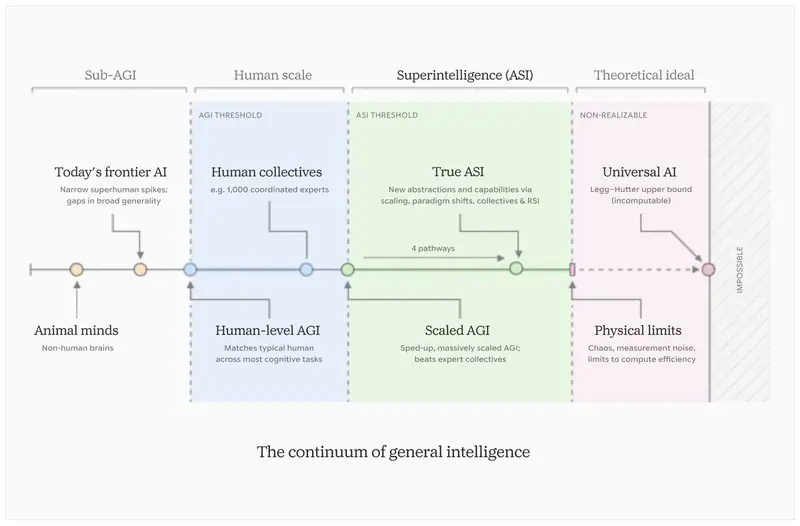 Sub-AGI
Human scale
Superintelligence (ASI)
Theoretical ideal
AGI THRESHOLD
ASI THRESHOLD
NON-REALIZABLE
Today's frontier AI
Narrow superhuman spikes;
gaps in broad generality
Human collectives
e.g. 1,000 coordinated experts
True ASI
New abstractions and capabilities via
scaling, paradigm shifts, collectives & RSI
Universal AI
Legg–Hutter upper bound
(incomputable)
4 pathways
IMPOSSIBLE
Animal minds
Non-human brains
Human-level AGI
Matches typical human
across most cognitive tasks
Scaled AGI
Sped-up, massively scaled AGI;
beats expert collectives
Physical limits
Chaos, measurement noise,
limits to compute efficiency
The continuum of general intelligence